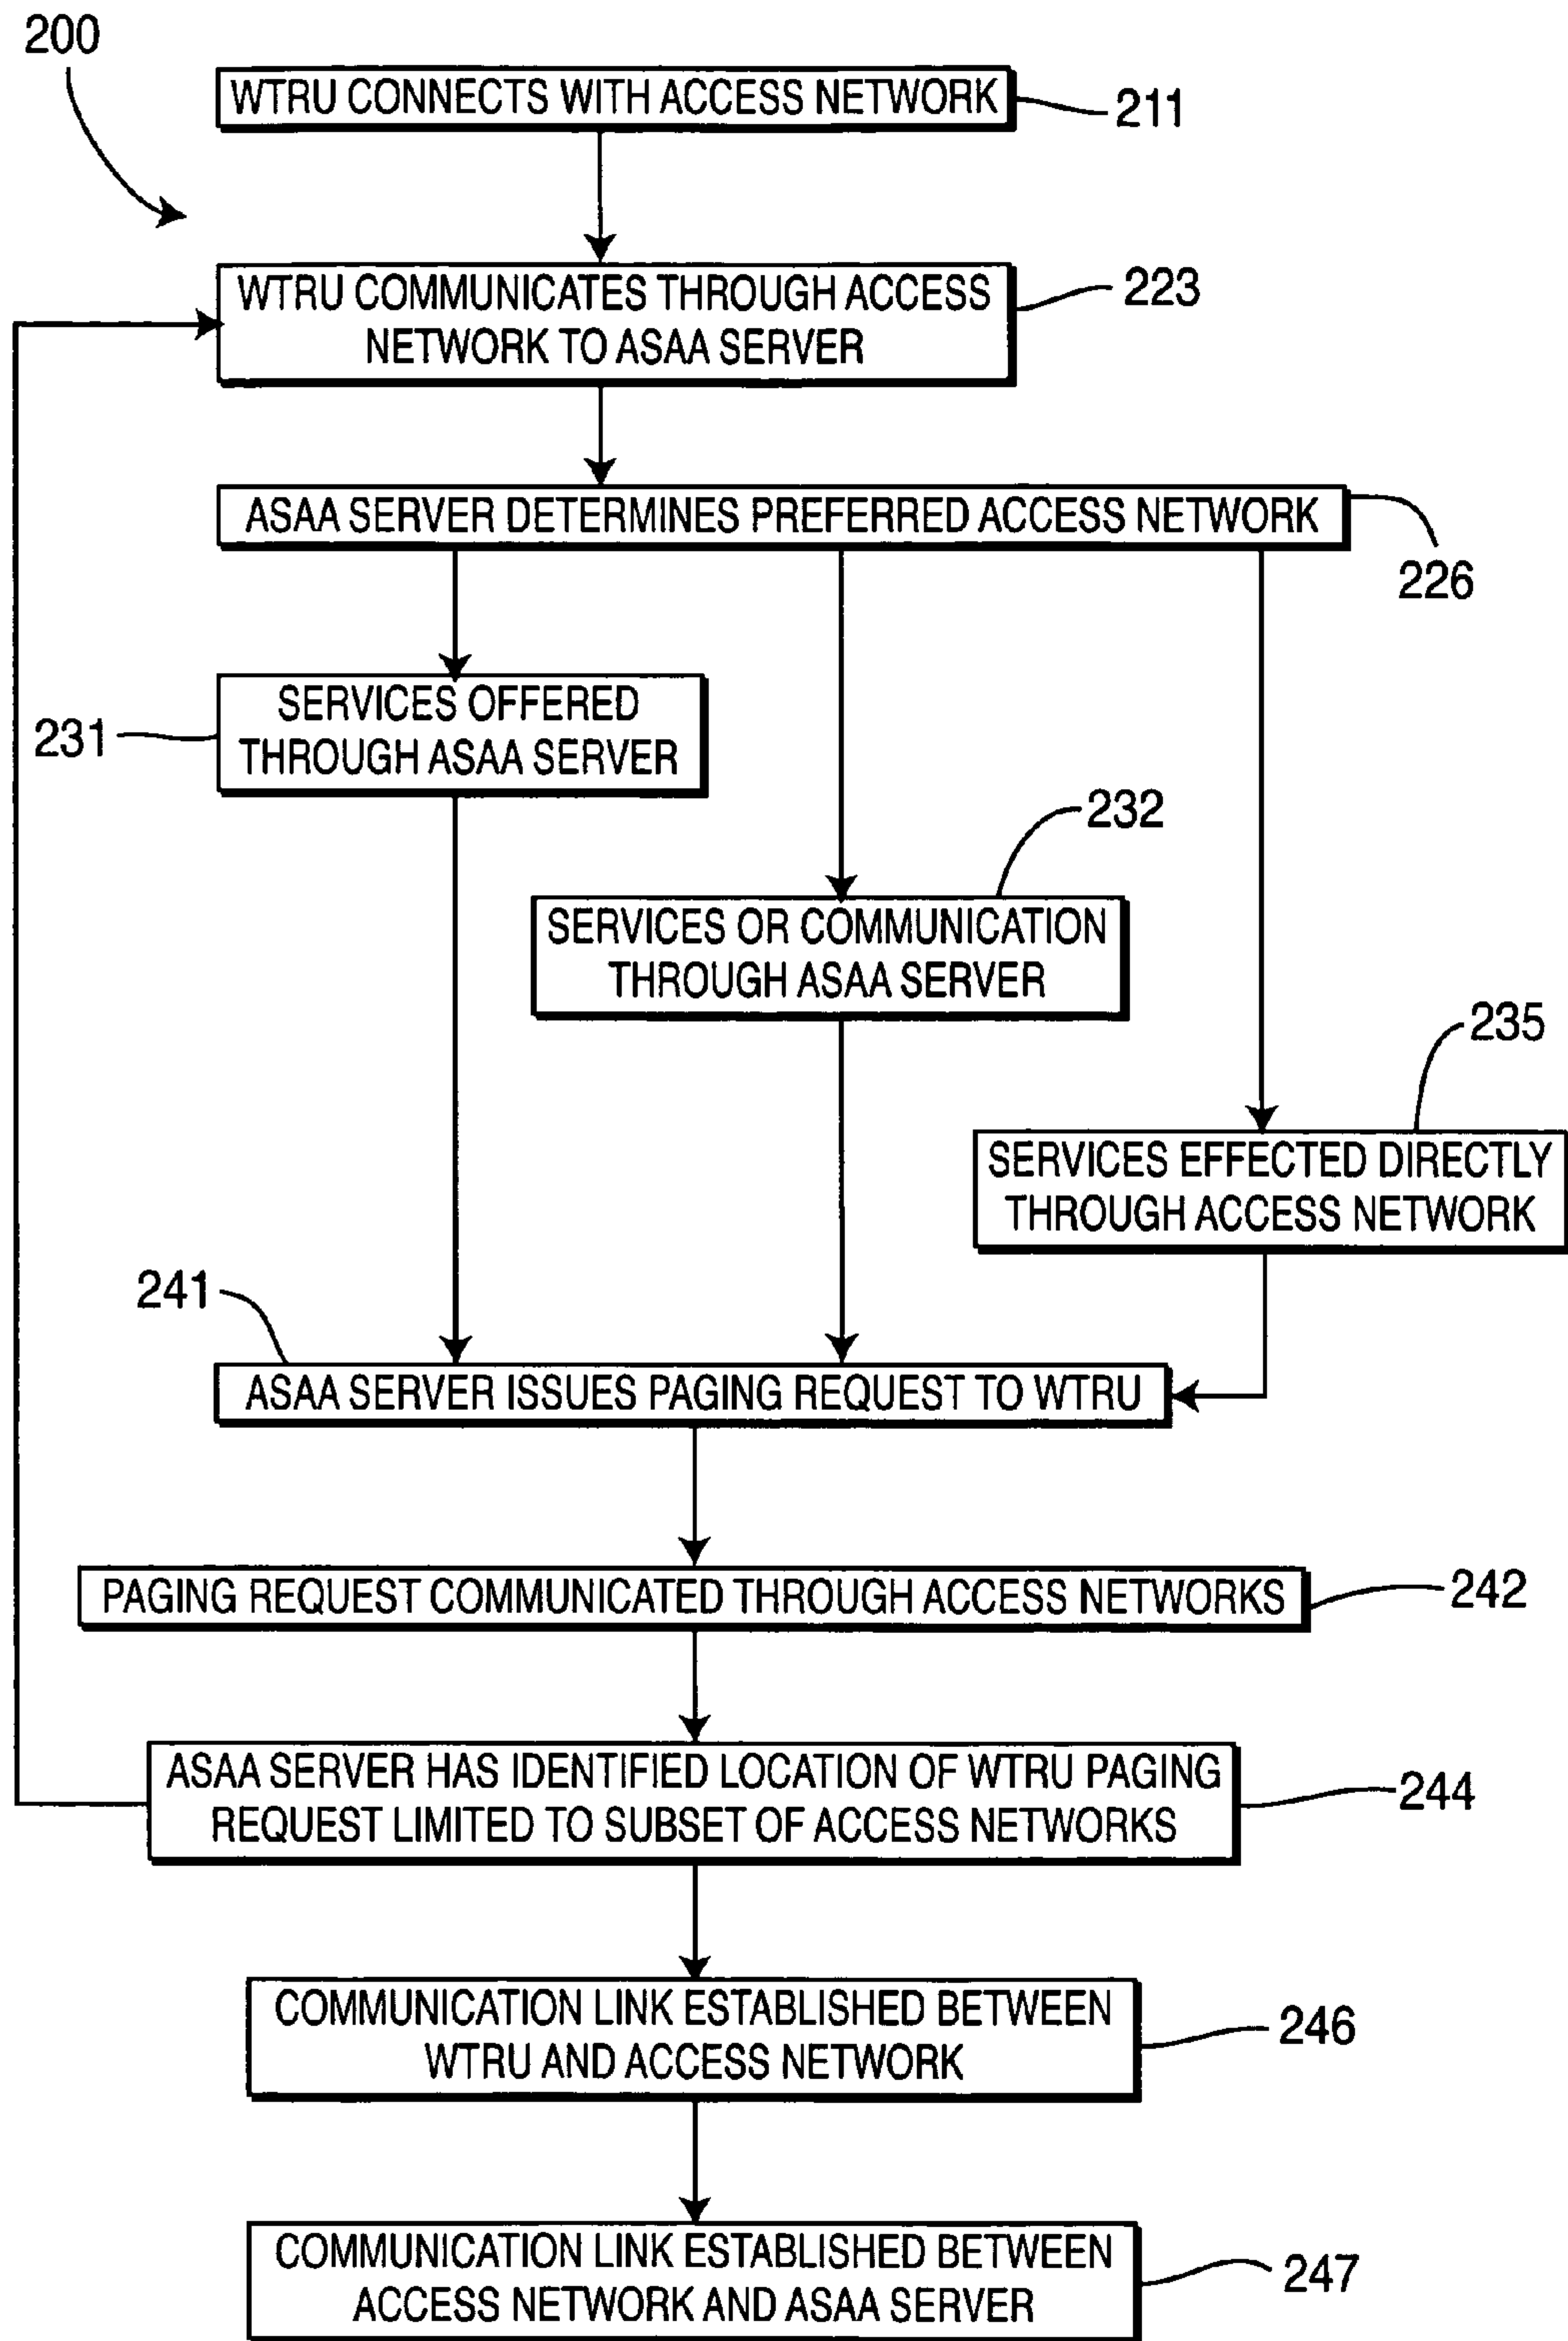 200
WTRU CONNECTS WITH ACCESS NETWORK
211
WTRU COMMUNICATES THROUGH ACCESS
NETWORK TO ASAA SERVER
223
ASAA SERVER DETERMINES PREFERRED ACCESS NETWORK
226
SERVICES OFFERED
THROUGH ASAA SERVER
231
232
SERVICES OR COMMUNICATION
THROUGH ASAA SERVER
235
SERVICES EFFECTED DIRECTLY
THROUGH ACCESS NETWORK
241
ASAA SERVER ISSUES PAGING REQUEST TO WTRU
PAGING REQUEST COMMUNICATED THROUGH ACCESS NETWORKS
242
ASAA SERVER HAS IDENTIFIED LOCATION OF WTRU PAGING
REQUEST LIMITED TO SUBSET OF ACCESS NETWORKS
244
COMMUNICATION LINK ESTABLISHED BETWEEN
WTRU AND ACCESS NETWORK
246
COMMUNICATION LINK ESTABLISHED BETWEEN
ACCESS NETWORK AND ASAA SERVER
247